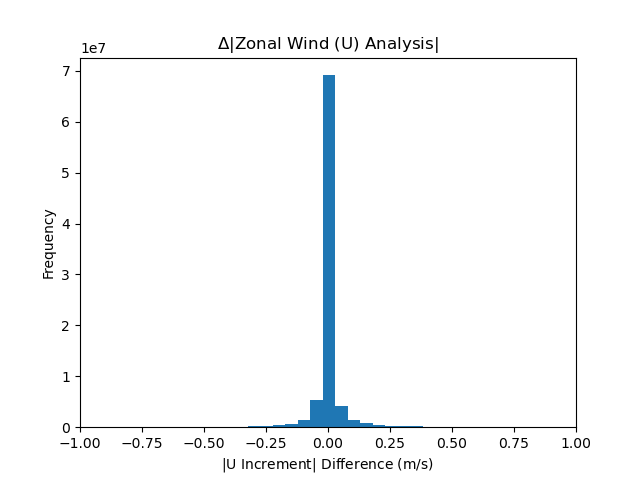 Δ|Zonal Wind (U) Analysis|
1e7
7
6
5
4
3
2
1
0
Frequency
−1.00 −0.75 −0.50 −0.25 0.00 0.25 0.50 0.75 1.00
|U Increment| Difference (m/s)